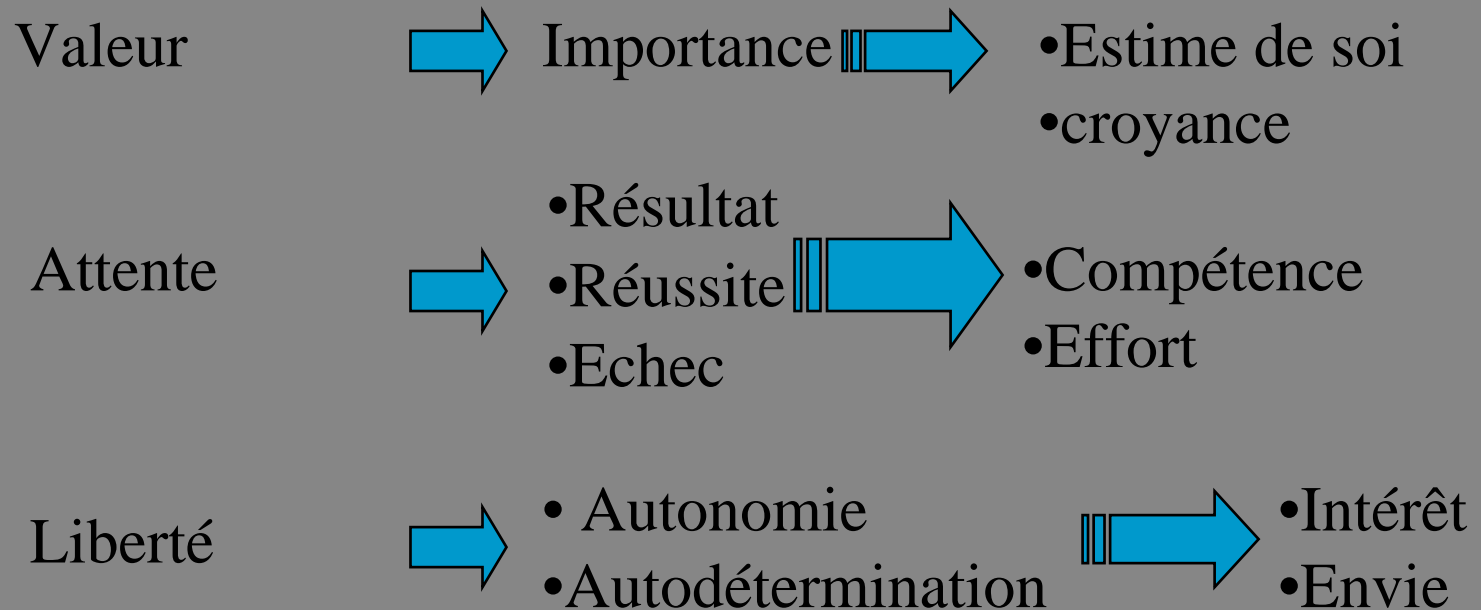 Valeur
Importance
•Estime de soi
•croyance
Attente
•Résultat
•Réussite
•Echec
•Compétence
•Effort
Liberté
• Autonomie
•Autodétermination
•Intérêt
•Envie